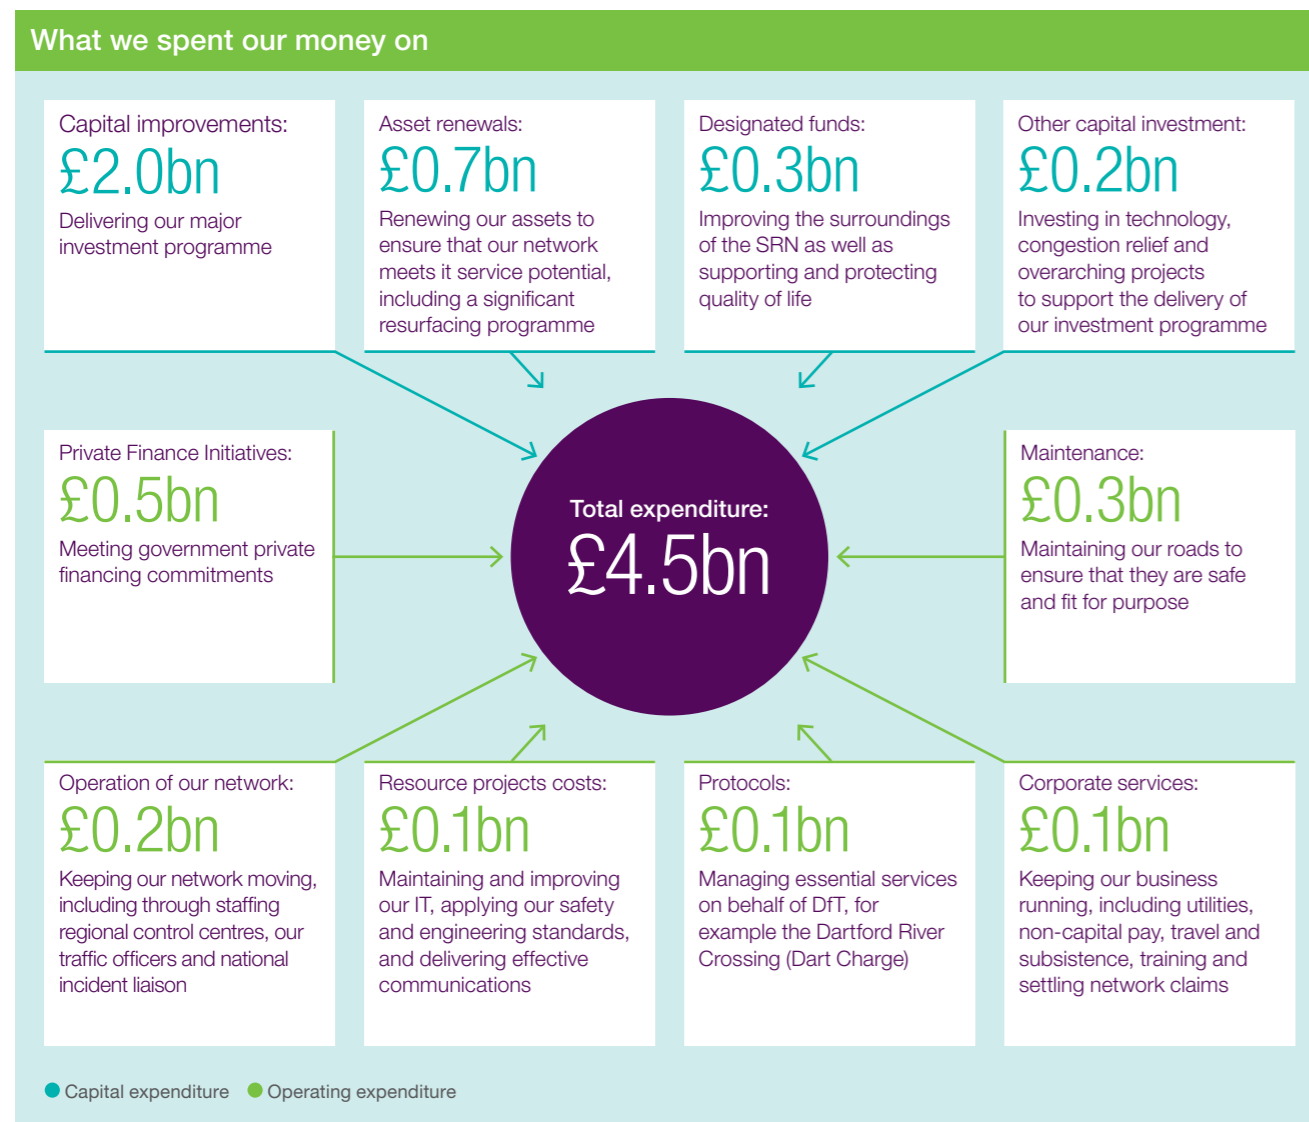 What we spent our money on
Capital improvements:
£2.0bn
Delivering our major
investment programme
Asset renewals:
£0.7bn
Renewing our assets to
ensure that our network
meets it service potential,
including a significant
resurfacing programme
Designated funds:
£0.3bn
Improving the surroundings
of the SRN as well as
supporting and protecting
quality of life
Other capital investment:
£0.2bn
Investing in technology,
congestion relief and
overarching projects
to support the delivery of
our investment programme
Private Finance Initiatives:
£0.5bn
Meeting government private
financing commitments
Total expenditure:
£4.5bn
Maintenance:
£0.3bn
Maintaining our roads to
ensure that they are safe
and fit for purpose
Operation of our network:
£0.2bn
Keeping our network moving,
including through staffing
regional control centres, our
traffic officers and national
incident liaison
Resource projects costs:
£0.1bn
Maintaining and improving
our IT, applying our safety
and engineering standards,
and delivering effective
communications
Protocols:
£0.1bn
Managing essential services
on behalf of DfT, for
example the Dartford River
Crossing (Dart Charge)
Corporate services:
£0.1bn
Keeping our business
running, including utilities,
non-capital pay, travel and
subsistence, training and
settling network claims
Capital expenditure
Operating expenditure